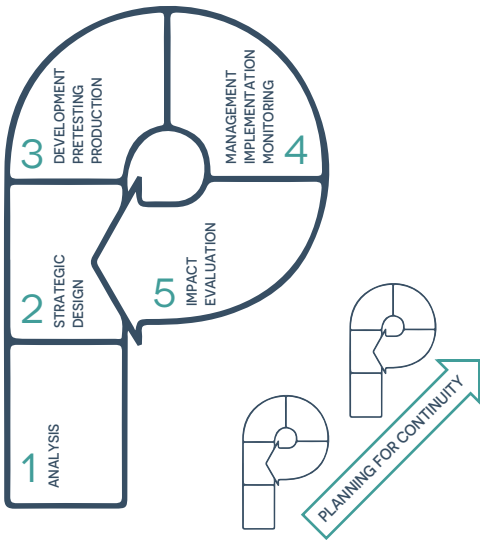 3
DEVELOPMENT
PRETESTING
PRODUCTION
MANAGEMENT
IMPLEMENTATION
MONITORING
4
2
STRATEGIC
DESIGN
5
IMPACT
EVALUATION
1
ANALYSIS
PLANNING FOR CONTINUITY